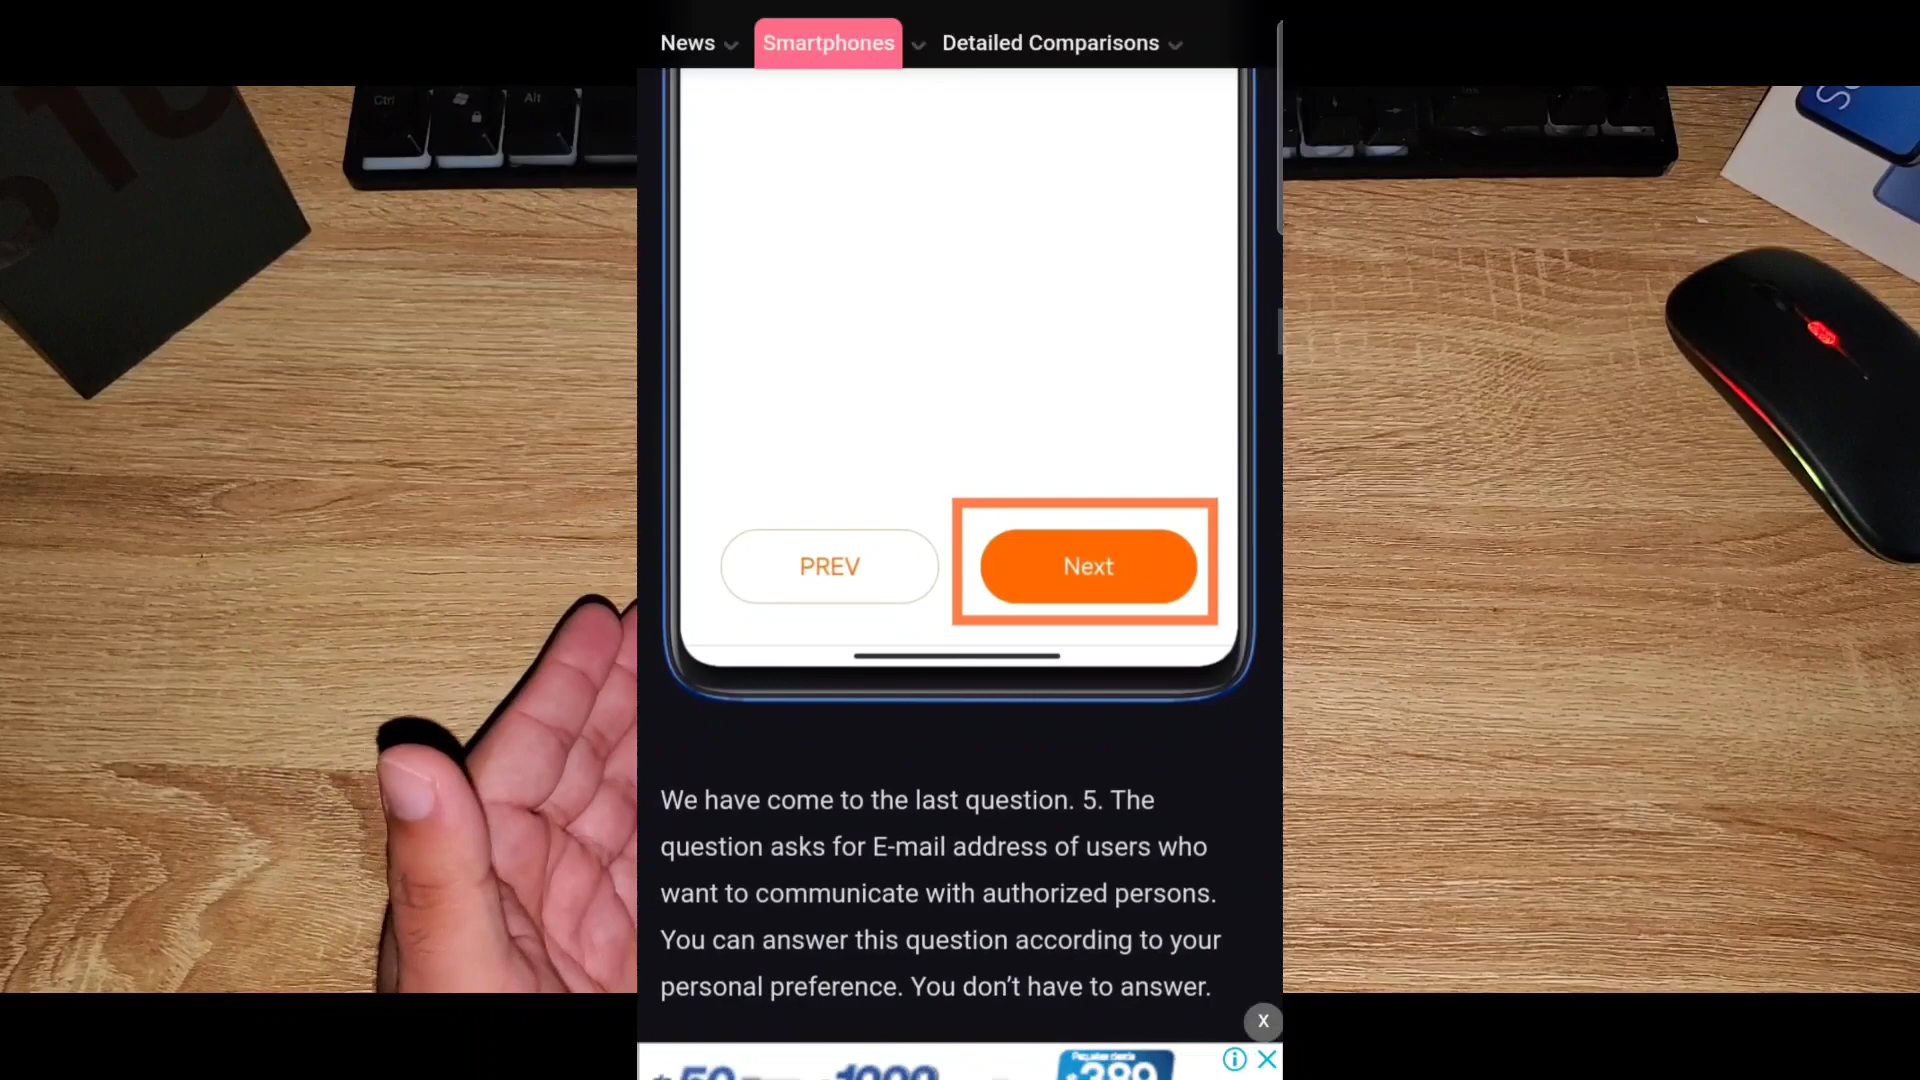 News
Smartphones
Detailed Comparisons
Ctrl
Alt
PREV
Next
We have come to the last question. 5. The
question asks for E-mail address of users who
want to communicate with authorized persons.
You can answer this question according to your
personal preference. You don’t have to answer.
X